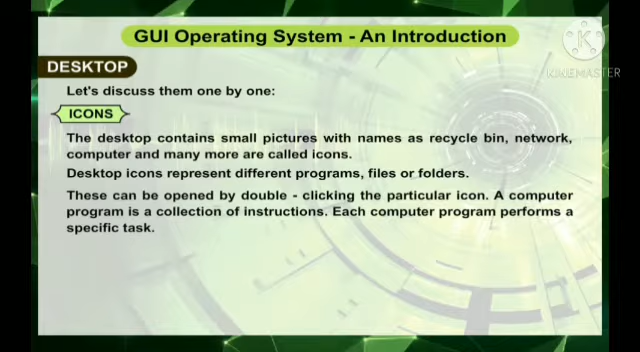 GUI Operating System - An Introduction
KINEMASTER
DESKTOP
Let's discuss them one by one:
ICONS
The desktop contains small pictures with names as recycle bin, network,
computer and many more are called icons.
Desktop icons represent different programs, files or folders.
These can be opened by double - clicking the particular icon. A computer
program is a collection of instructions. Each computer program performs a
specific task.